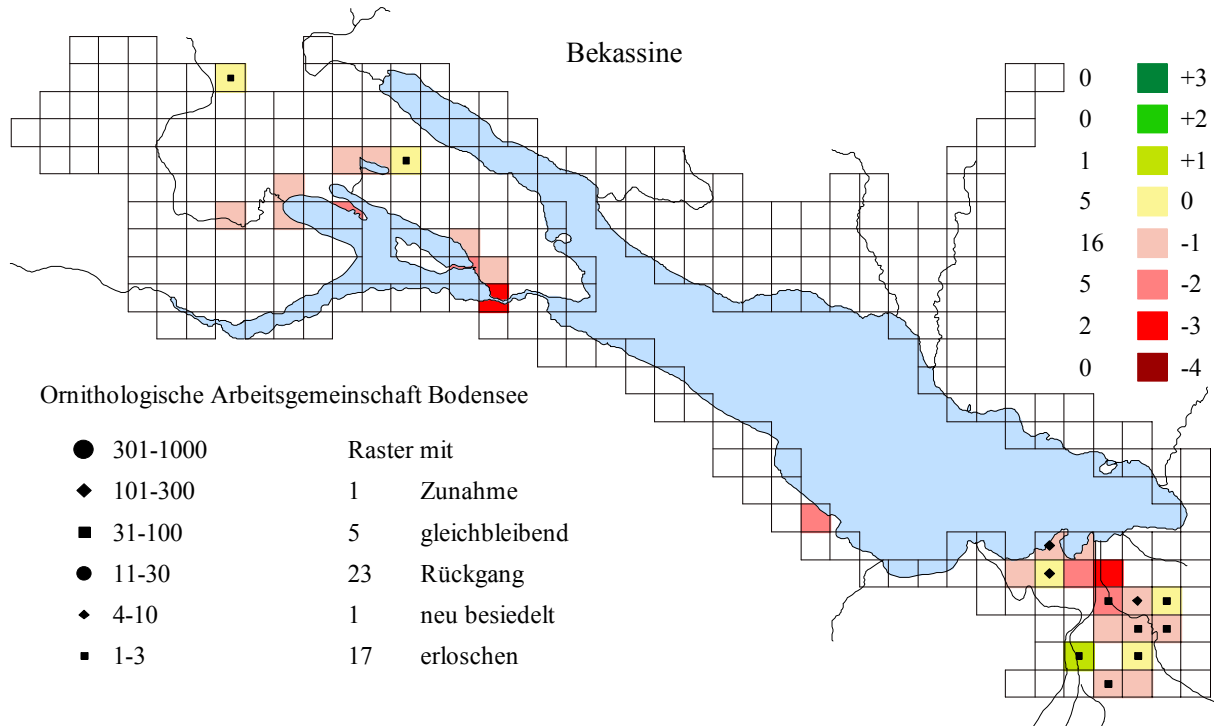 Bekassine
0 +3
0 +2
1 +1
5 0
16 -1
5 -2
2 -3
0 -4
Ornithologische Arbeitsgemeinschaft Bodensee
301-1000 Raster mit
101-300 1 Zunahme
31-100 5 gleichbleibend
11-30 23 Rückgang
4-10 1 neu besiedelt
1-3 17 erloschen